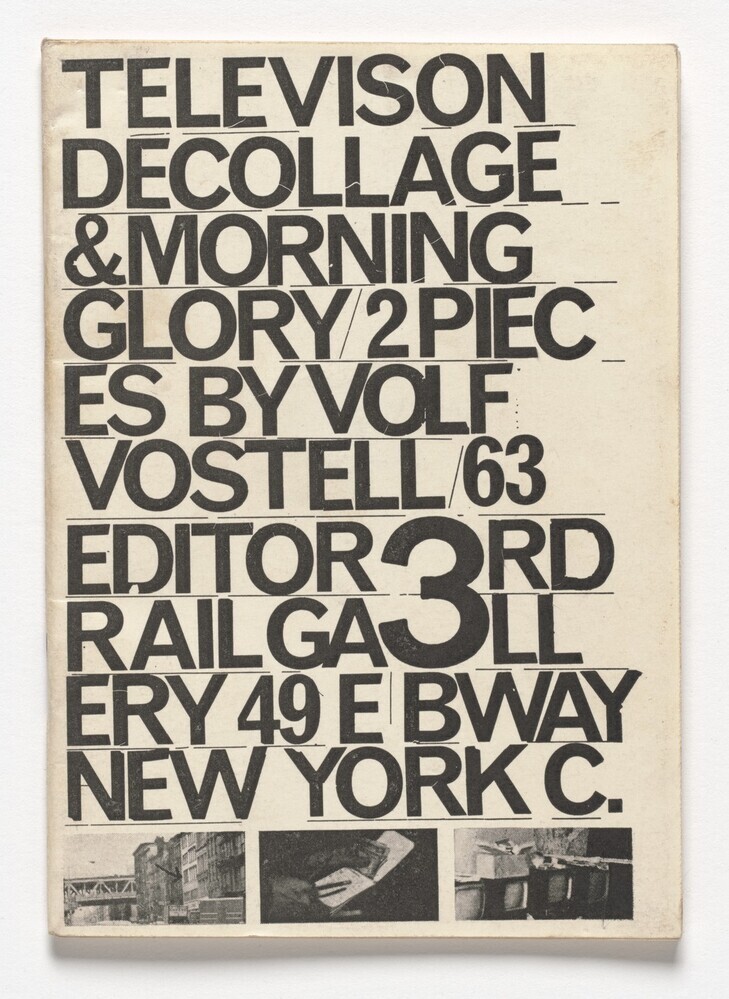 TELEVISON
DECOLLAGE
&MORNING
GLORY/2 PIEC
ES BY VOLF
VOSTELL/63
EDITOR 3RD
RAIL GALL
ERY 49 E BWAY
NEW YORK C.